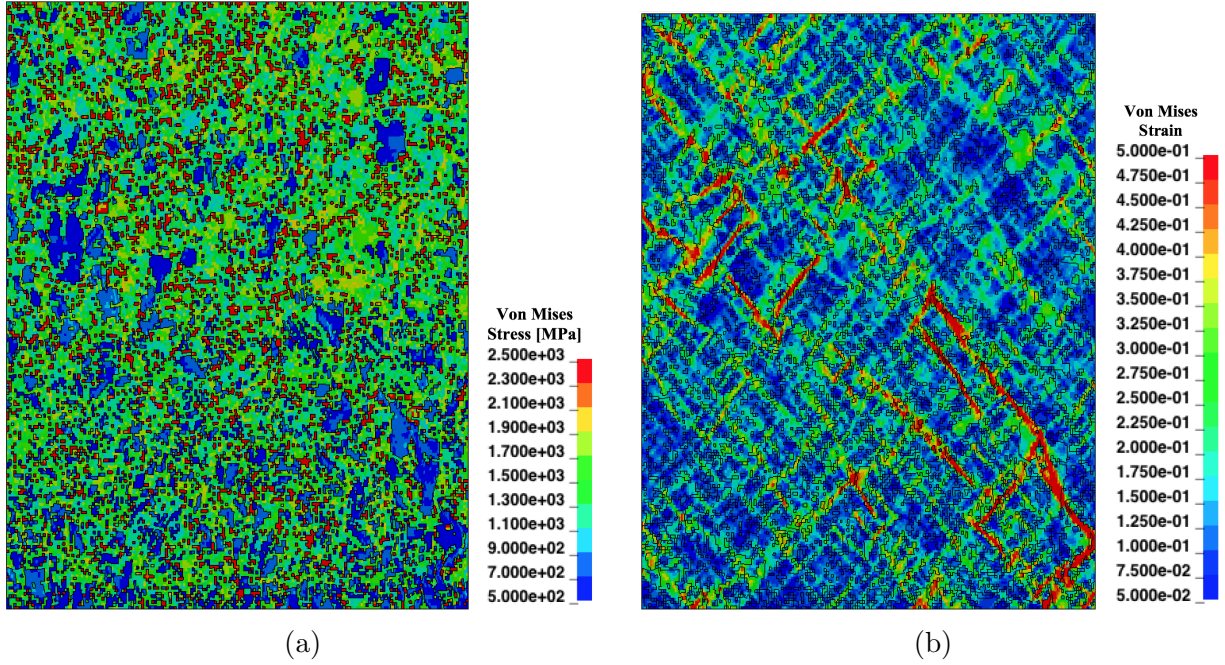 Von Mises
Stress [MPa]
2.500e+03
2.300e+03
2.100e+03
1.900e+03
1.700e+03
1.500e+03
1.300e+03
1.100e+03
9.000e+02
7.000e+02
5.000e+02
(a)
Von Mises
Strain
5.000e-01
4.750e-01
4.500e-01
4.250e-01
4.000e-01
3.750e-01
3.500e-01
3.250e-01
3.000e-01
2.750e-01
2.500e-01
2.250e-01
2.000e-01
1.750e-01
1.500e-01
1.250e-01
1.000e-01
7.500e-02
5.000e-02
(b)